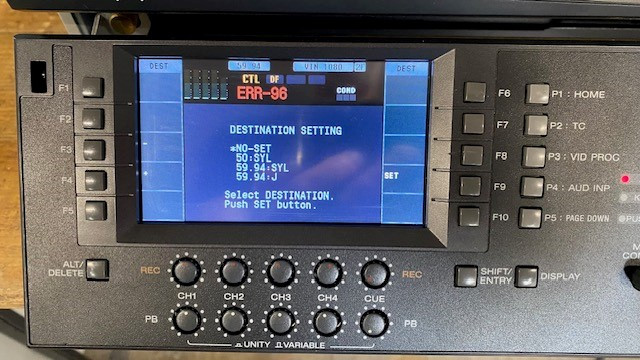 DEST
59.94
VIN-1080
DEST
CTL DF
ERR-96
COND
DESTINATION SETTING
*NO-SET
50:SYL
59.94:SYL
59.94:J
SET
Select DESTINATION.
Push SET button.
F1
F2
F3
F4
F5
F6
F7
F8
F9
F10
P1 : HOME
P2 : TC
P3 : VID PROC
P4 : AUD INP
P5 : PAGE DOWN
ALT/
DELETE
REC
REC
CH1
CH2
CH3
CH4
CUE
PB
PB
UNITY
VARIABLE
SHIFT/
ENTRY
DISPLAY